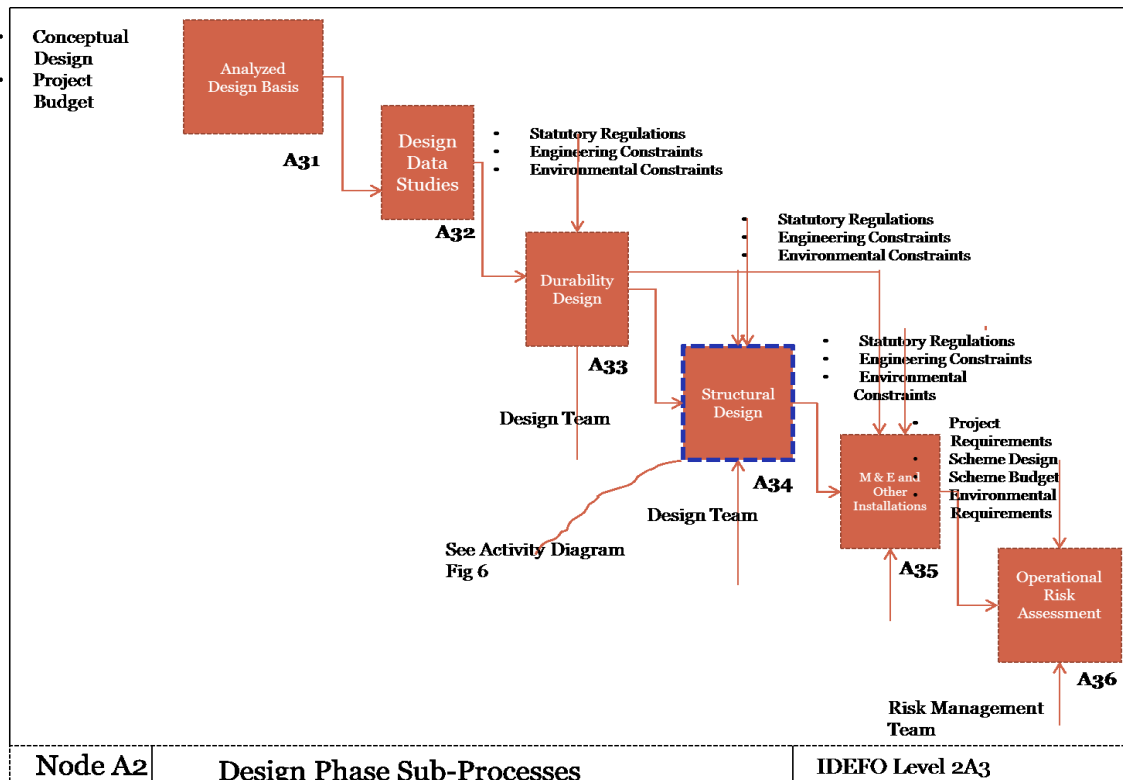 • Conceptual
Design
• Project
Budget
Analyzed
Design Basis
A31
Design
Data
Studies
A32
• Statutory Regulations
• Engineering Constraints
• Environmental Constraints
Durability
Design
A33
Design Team
• Statutory Regulations
• Engineering Constraints
• Environmental Constraints
Structural
Design
A34
Design Team
See Activity Diagram
Fig 6
• Statutory Regulations
• Engineering Constraints
• Environmental
Constraints
M & E and
Other
Installations
A35
• Project
Requirements
• Scheme Design
• Scheme Budget
• Environmental
Requirements
Operational
Risk
Assessment
A36
Risk Management
Team
Node A2
Design Phase Sub-Processes
IDEFO Level 2A3